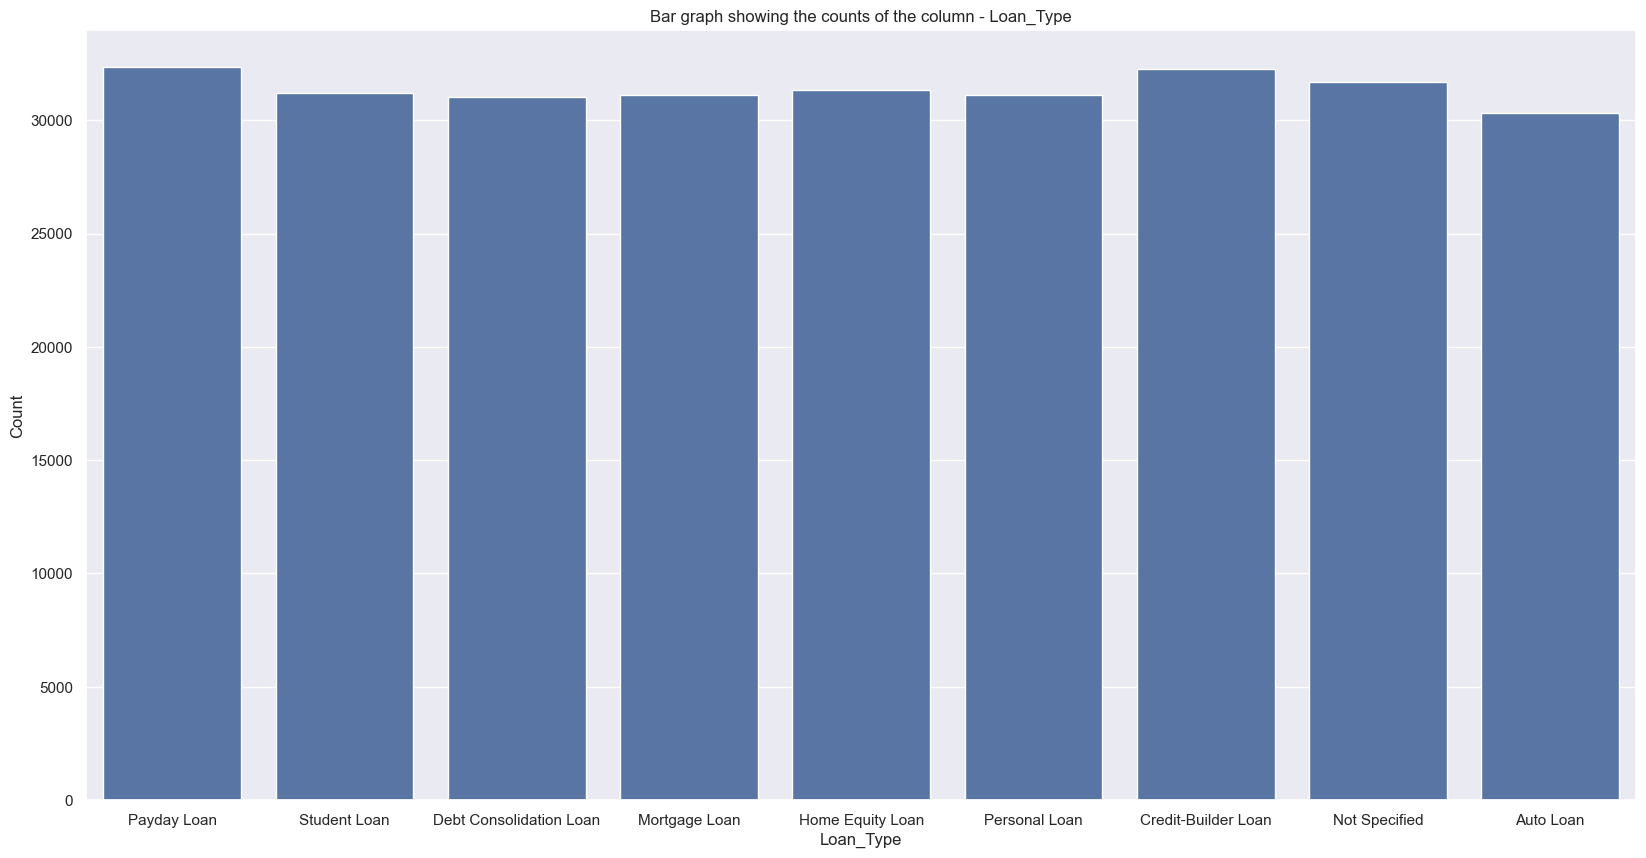 Bar graph showing the counts of the column - Loan_Type
30000
25000
20000
15000
10000
5000
0
Count
Payday Loan Student Loan Debt Consolidation Loan Mortgage Loan Home Equity Loan Personal Loan Credit-Builder Loan Not Specified Auto Loan
Loan_Type